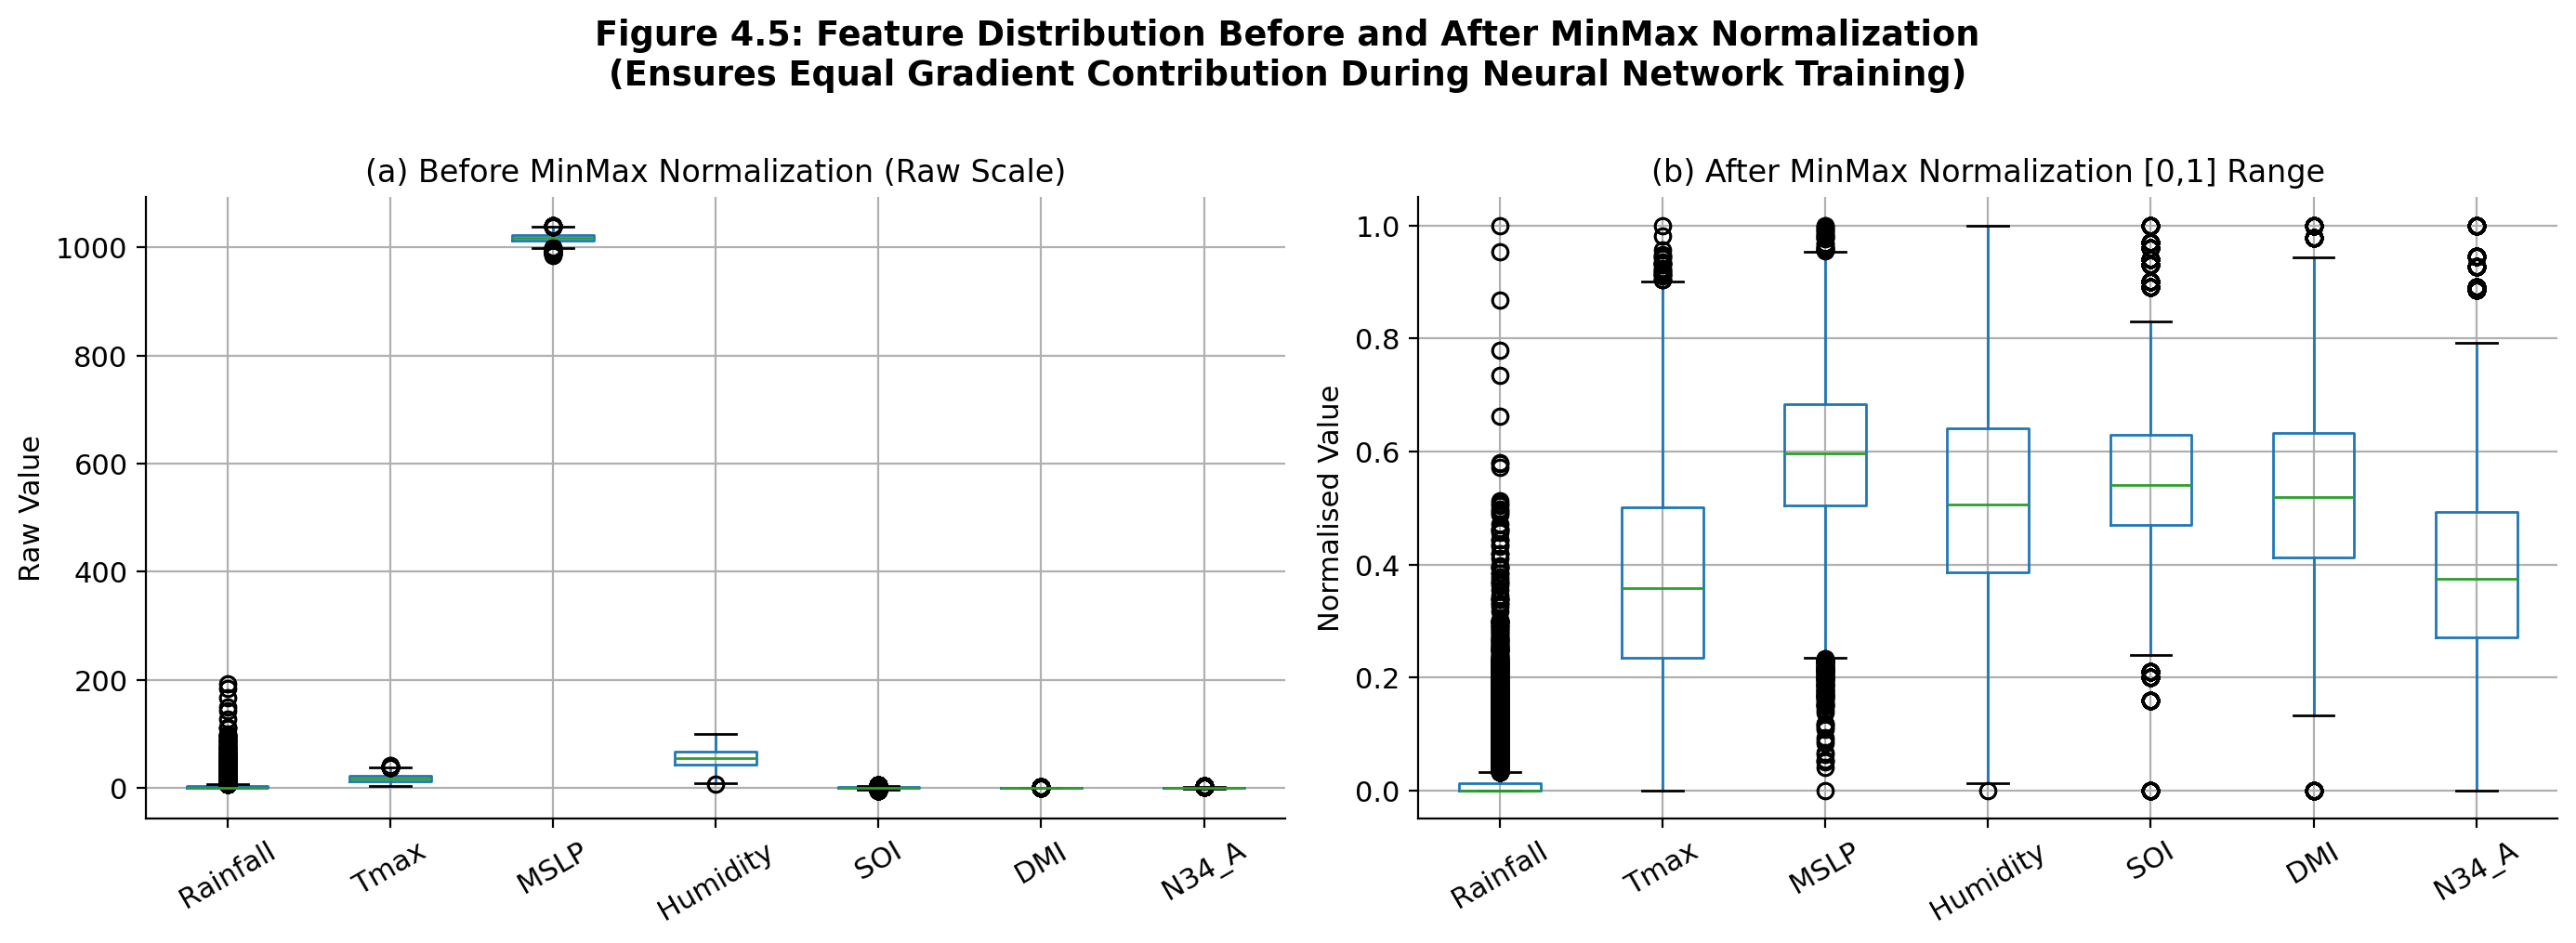 Figure 4.5: Feature Distribution Before and After MinMax Normalization
(Ensures Equal Gradient Contribution During Neural Network Training)
(a) Before MinMax Normalization (Raw Scale)
Raw Value
1000
800
600
400
200
0
Rainfall
Tmax
MSLP
Humidity
SOI
DMI
N34_A
(b) After MinMax Normalization [0,1] Range
Normalised Value
1.0
0.8
0.6
0.4
0.2
0.0
Rainfall
Tmax
MSLP
Humidity
SOI
DMI
N34_A